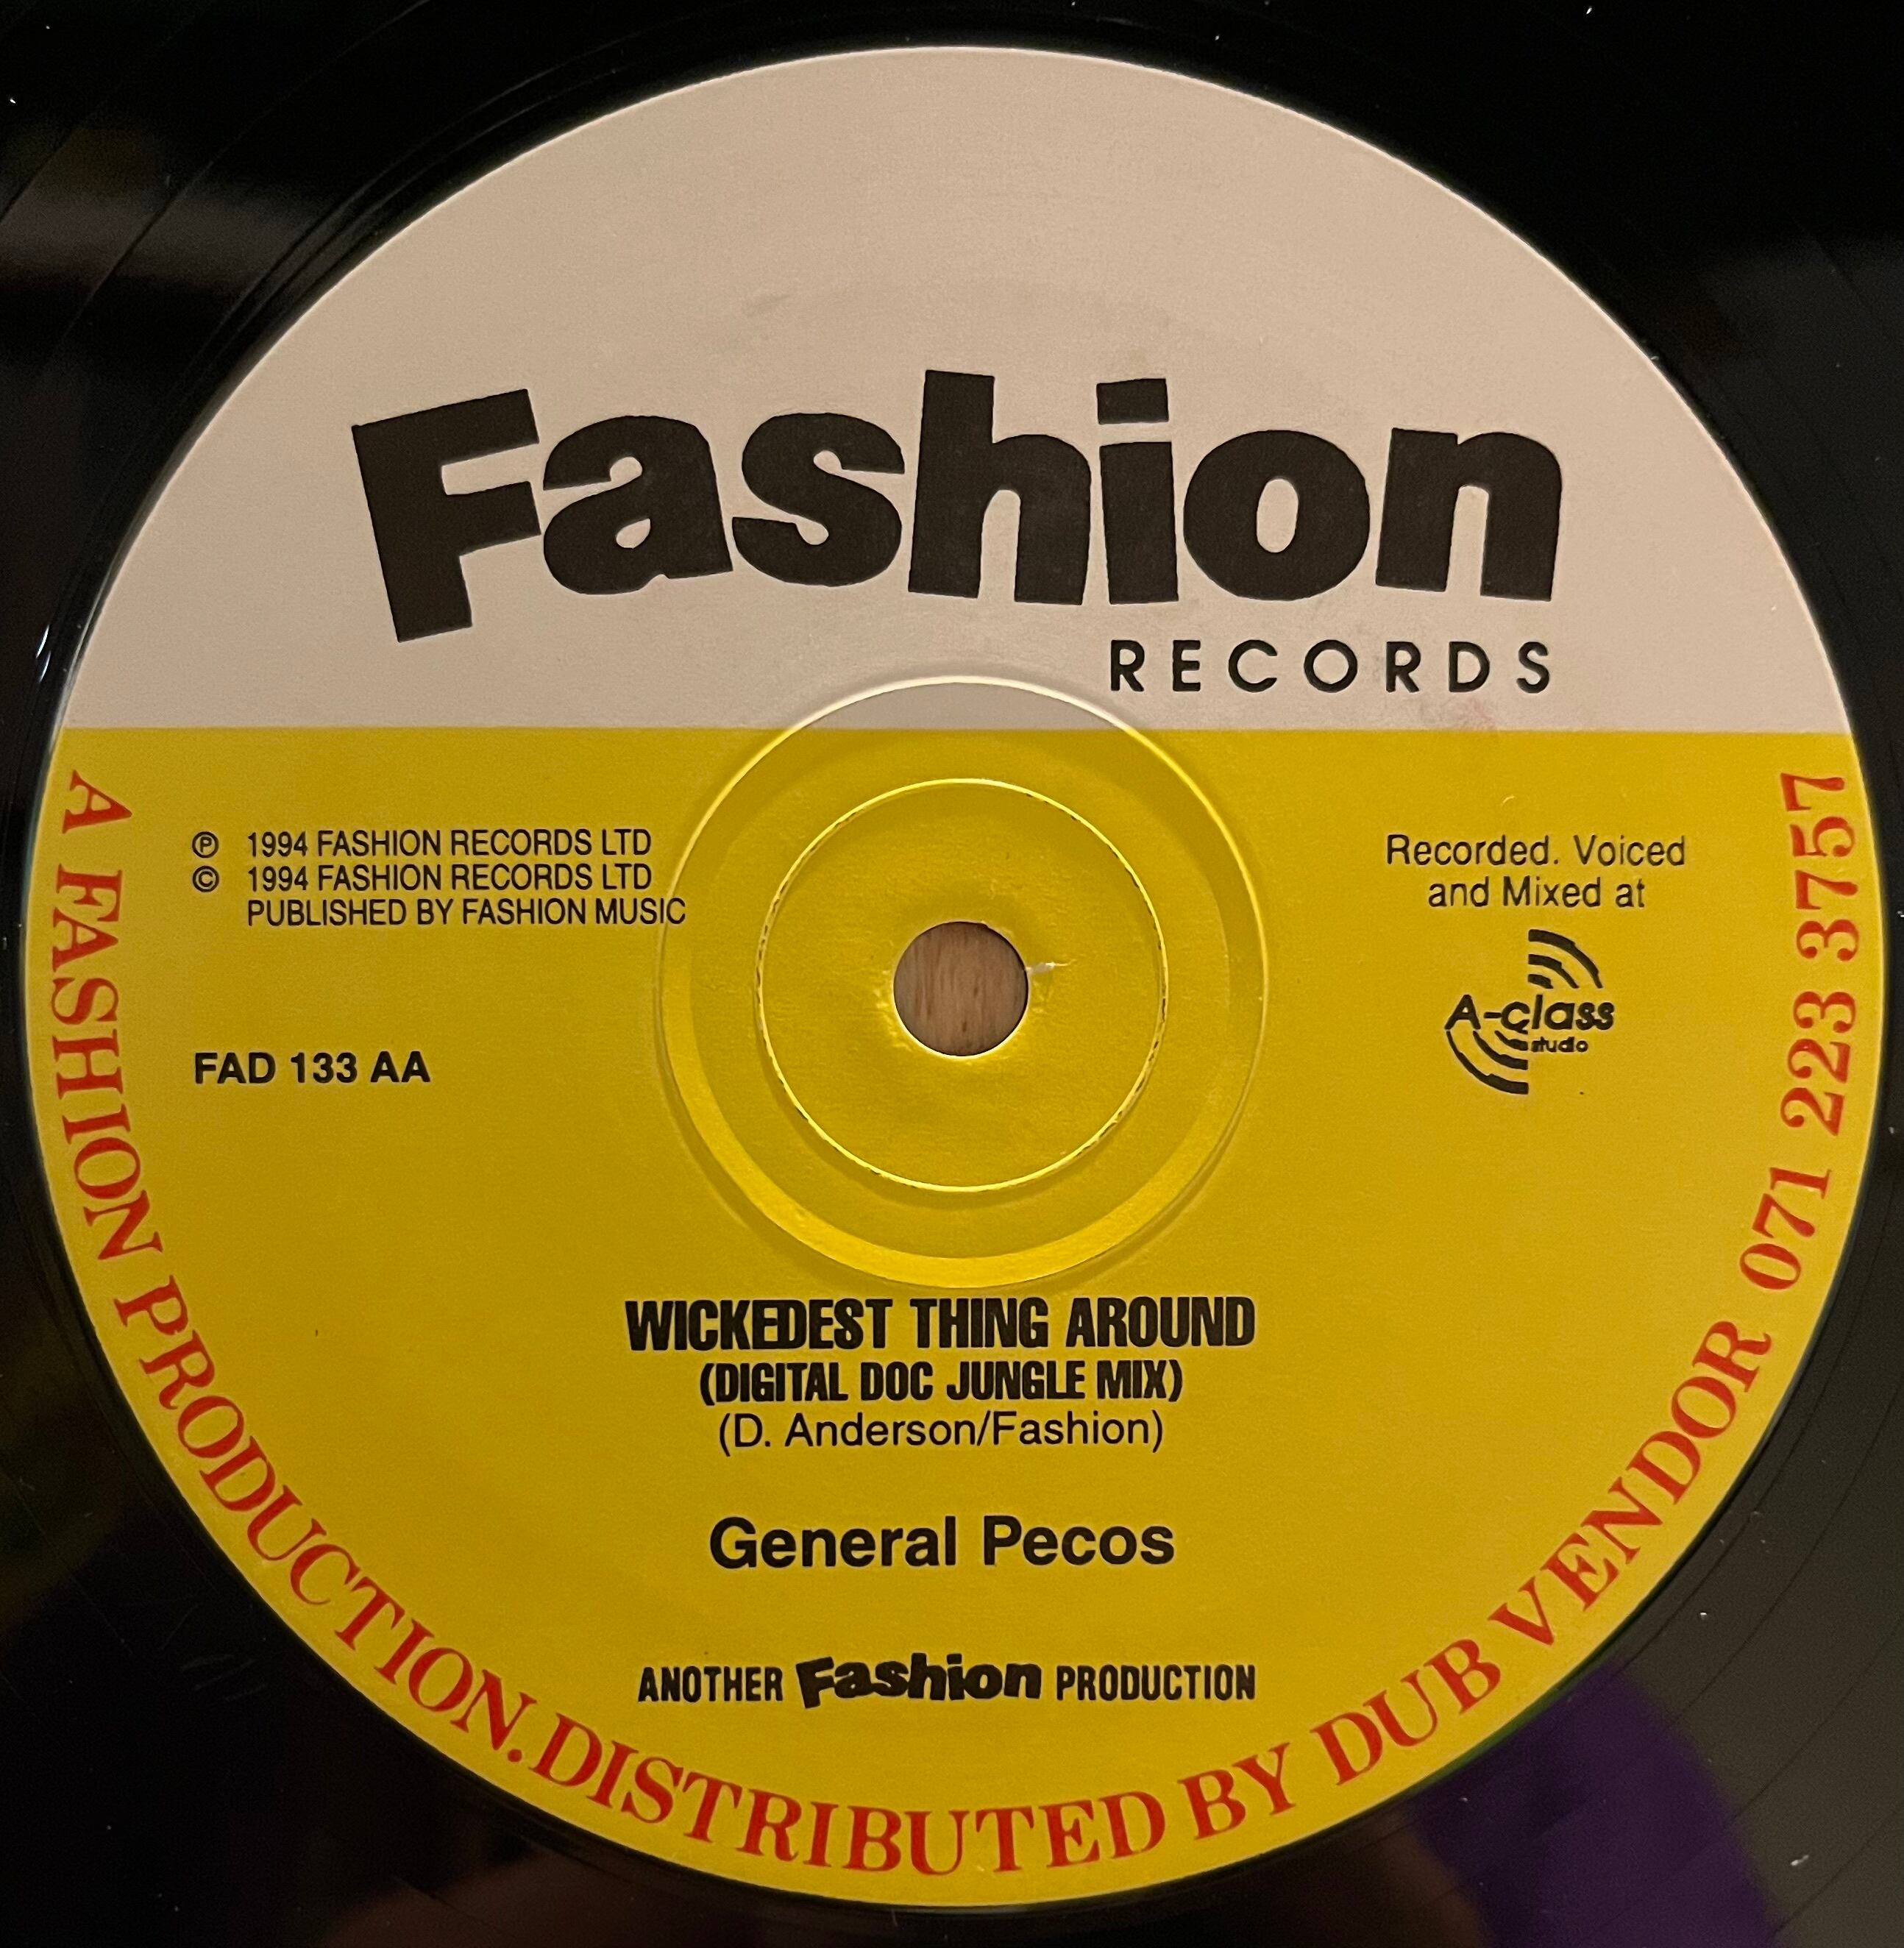 Fashion
RECORDS
℗ 1994 FASHION RECORDS LTD
© 1994 FASHION RECORDS LTD
PUBLISHED BY FASHION MUSIC
FAD 133 AA
Recorded. Voiced
and Mixed at
A-class
studio
WICKEDEST THING AROUND
(DIGITAL DOC JUNGLE MIX)
(D. Anderson/Fashion)
General Pecos
ANOTHER Fashion PRODUCTION
A FASHION PRODUCTION. DISTRIBUTED BY DUB VENDOR 071 223 3757